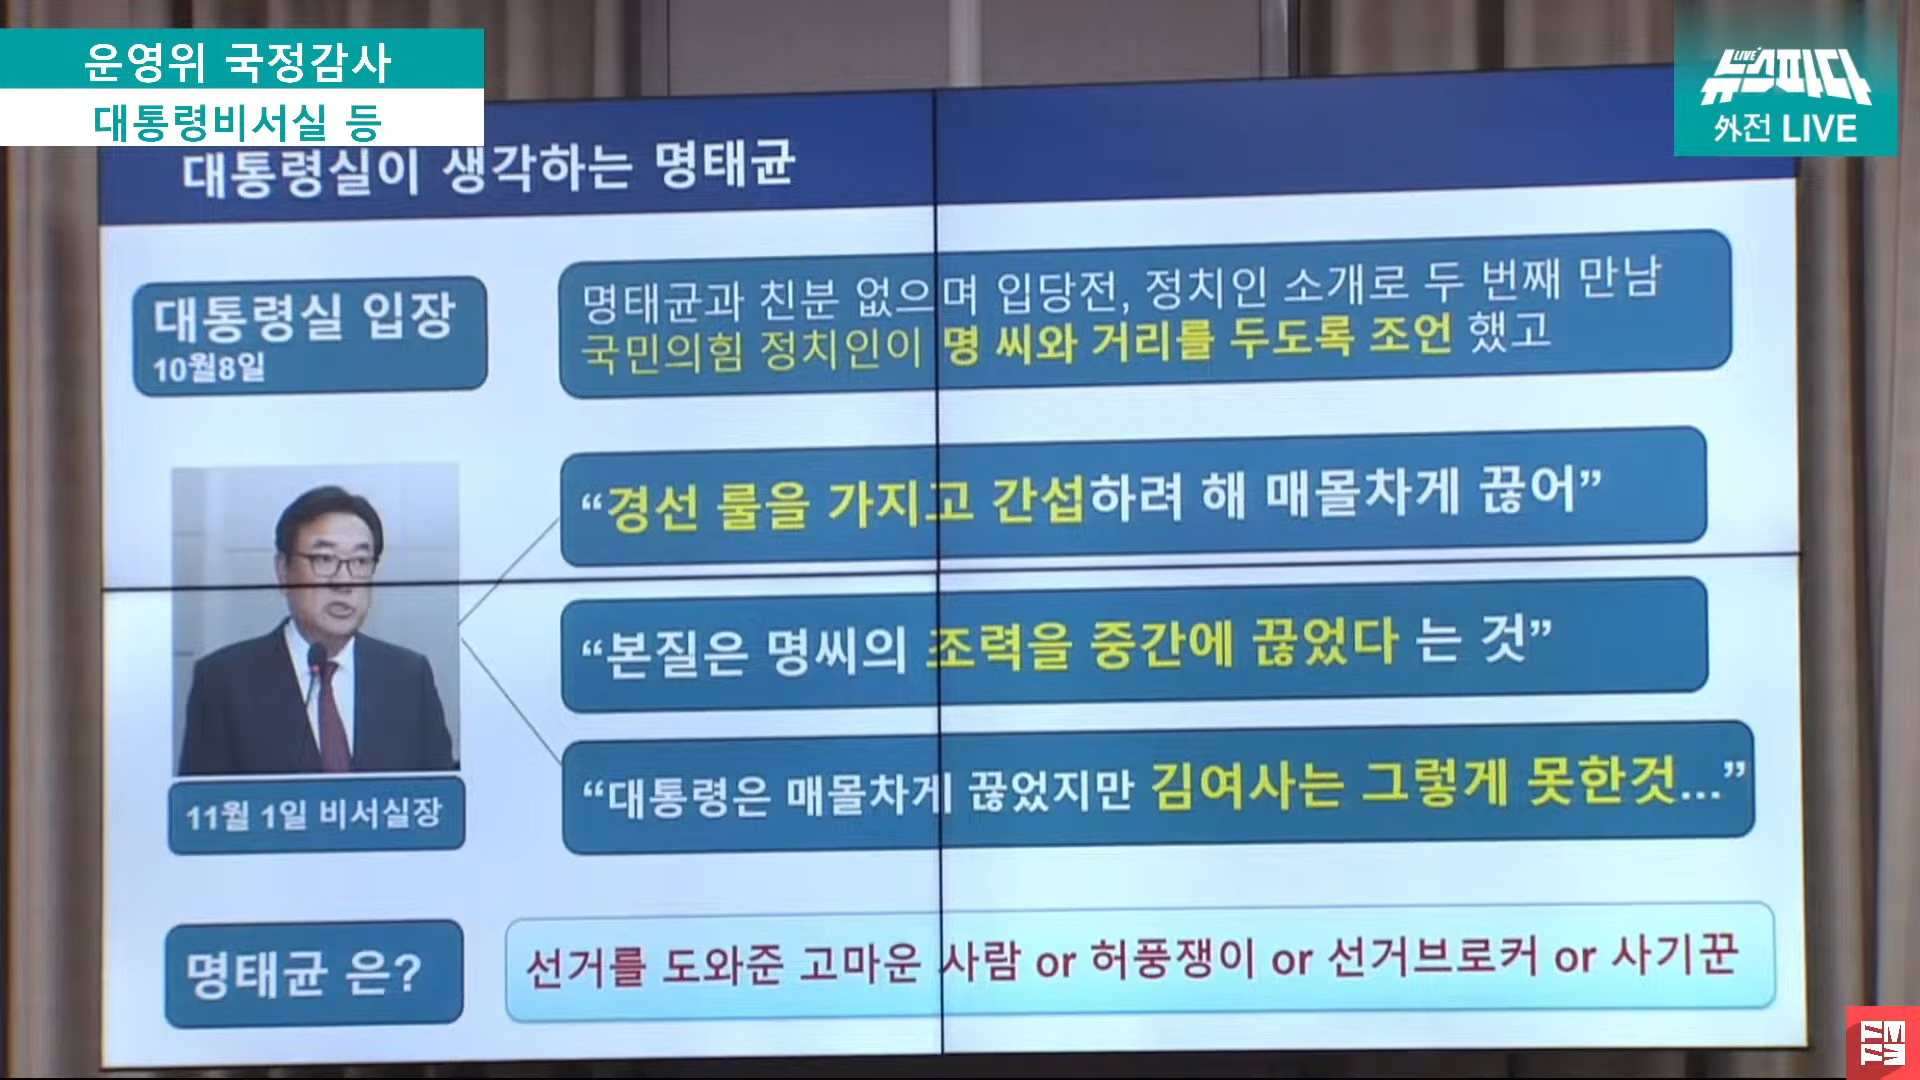 운영위 국정감사
대통령비서실 등
LIVE
뉴스피다
外전 LIVE
대통령실이 생각하는 명태균
대통령실 입장
10월8일
명태균과 친분 없으며 입당전, 정치인 소개로 두 번째 만남
국민의힘 정치인이 명 씨와 거리를 두도록 조언 했고
“경선 룰을 가지고 간섭하려 해 매몰차게 끊어”
“본질은 명씨의 조력을 중간에 끊었다 는 것”
“대통령은 매몰차게 끊었지만 김여사는 그렇게 못한것...”
11월 1일 비서실장
명태균 은?
선거를 도와준 고마운 사람 or 허풍쟁이 or 선거브로커 or 사기꾼